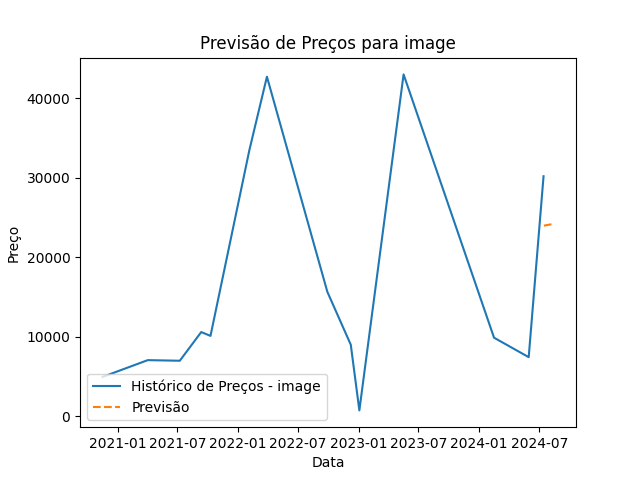 Previsão de Preços para image
Preço
40000
30000
20000
10000
0
Histórico de Preços - image
Previsão
2021-01 2021-07 2022-01 2022-07 2023-01 2023-07 2024-01 2024-07
Data